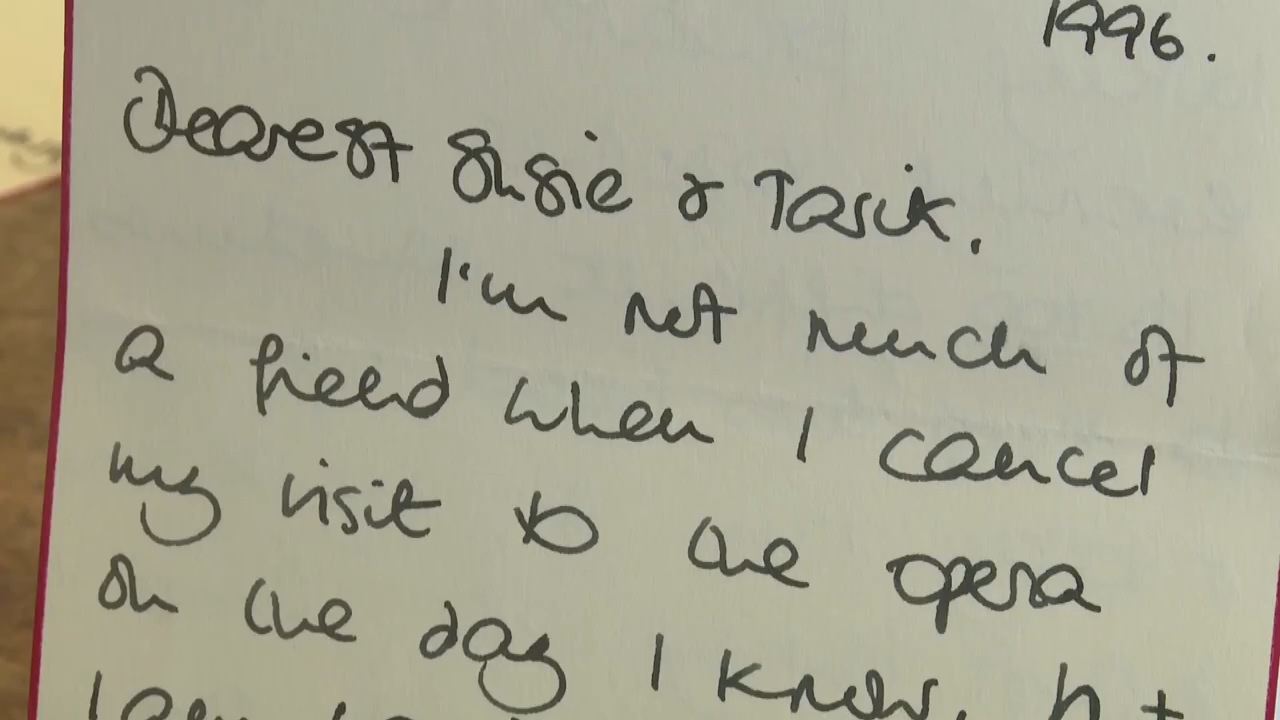 1996.
Dearest Susie & Tarik.
I'm not much of
a friend when I cancel
my visit to the opera
on the day I know.